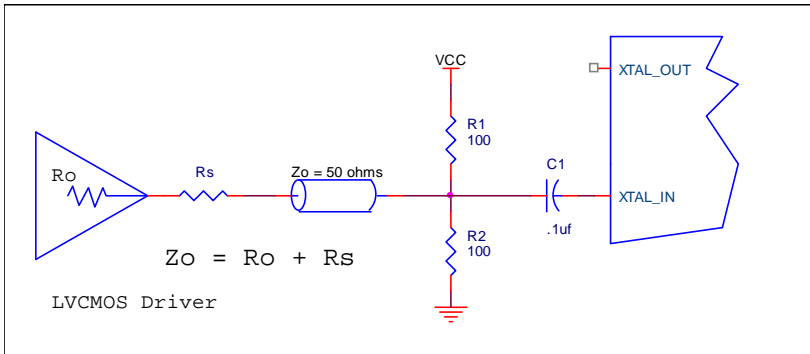 VCC
XTAL_OUT
R1
100
Ro
Rs
Zo = 50 ohms
C1
XTAL_IN
.1uf
R2
100
Zo = Ro + Rs
LVCMOS Driver